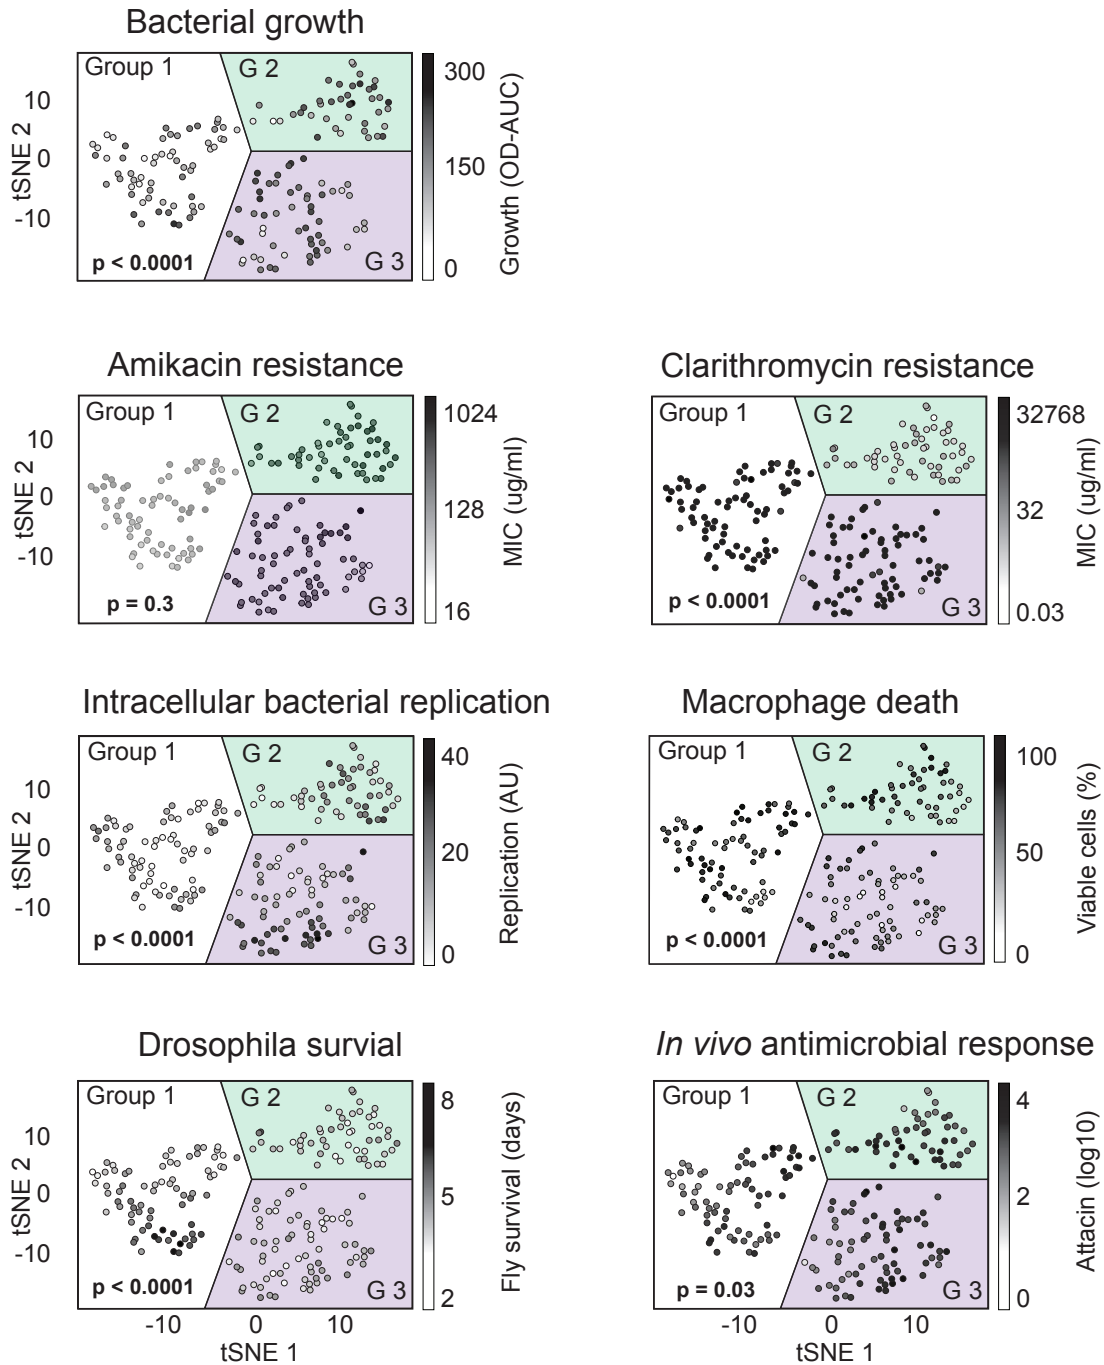 Bacterial growth
Group 1
G 2
G 3
p < 0.0001
10
0
-10
tSNE 2
300
150
0
Growth (OD-AUC)
Amikacin resistance
Group 1
G 2
G 3
p = 0.3
10
0
-10
tSNE 2
1024
128
16
MIC (ug/ml)
Clarithromycin resistance
Group 1
G 2
G 3
p < 0.0001
32768
32
0.03
MIC (ug/ml)
Intracellular bacterial replication
Group 1
G 2
G 3
p < 0.0001
10
0
-10
tSNE 2
40
20
0
Replication (AU)
Macrophage death
Group 1
G 2
G 3
p < 0.0001
100
50
0
Viable cells (%)
Drosophila survial
Group 1
G 2
G 3
p < 0.0001
10
0
-10
tSNE 2
-10 0 10
tSNE 1
8
5
2
Fly survival (days)
In vivo antimicrobial response
Group 1
G 2
G 3
p = 0.03
-10 0 10
tSNE 1
4
2
0
Attacin (log10)